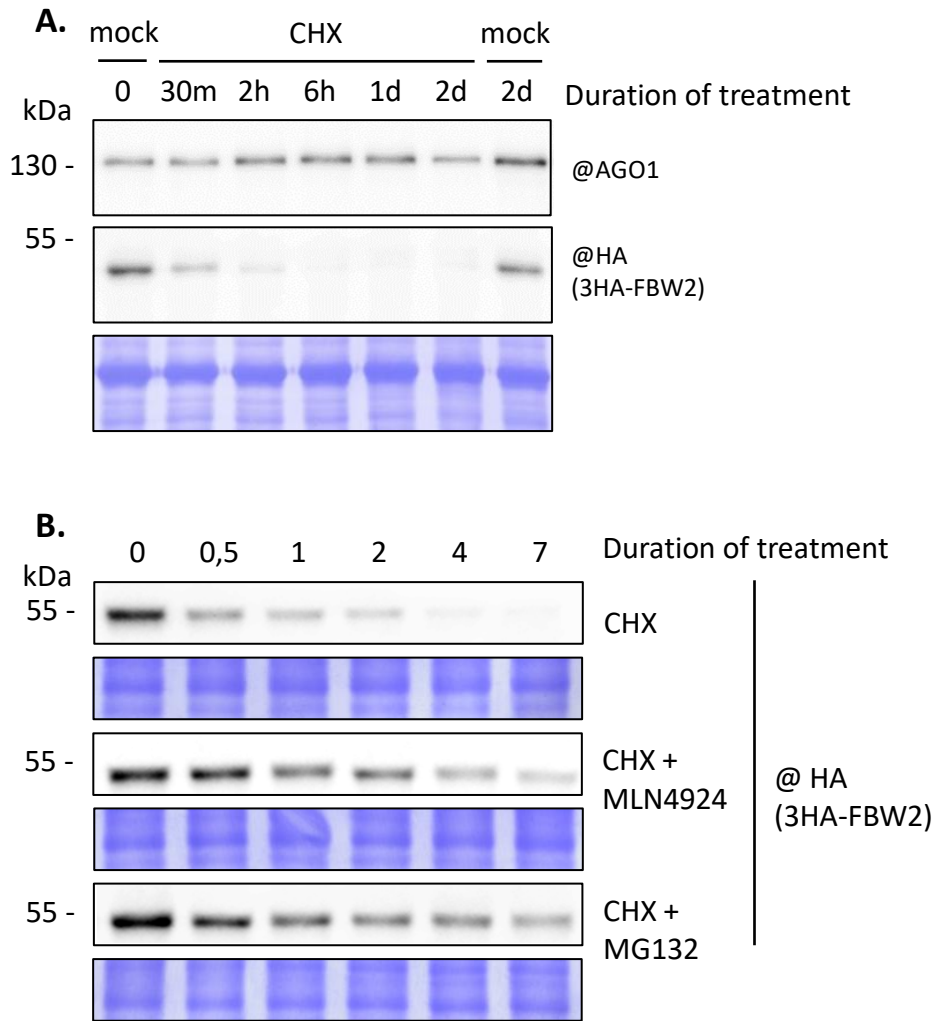 A.
mock CHX mock
0 30m 2h 6h 1d 2d 2d Duration of treatment
kDa
130 -
@AGO1
55 -
@HA
(3HA-FBW2)
B.
0 0,5 1 2 4 7 Duration of treatment
kDa
55 -
CHX
55 -
CHX +
MLN4924
@ HA
(3HA-FBW2)
55 -
CHX +
MG132